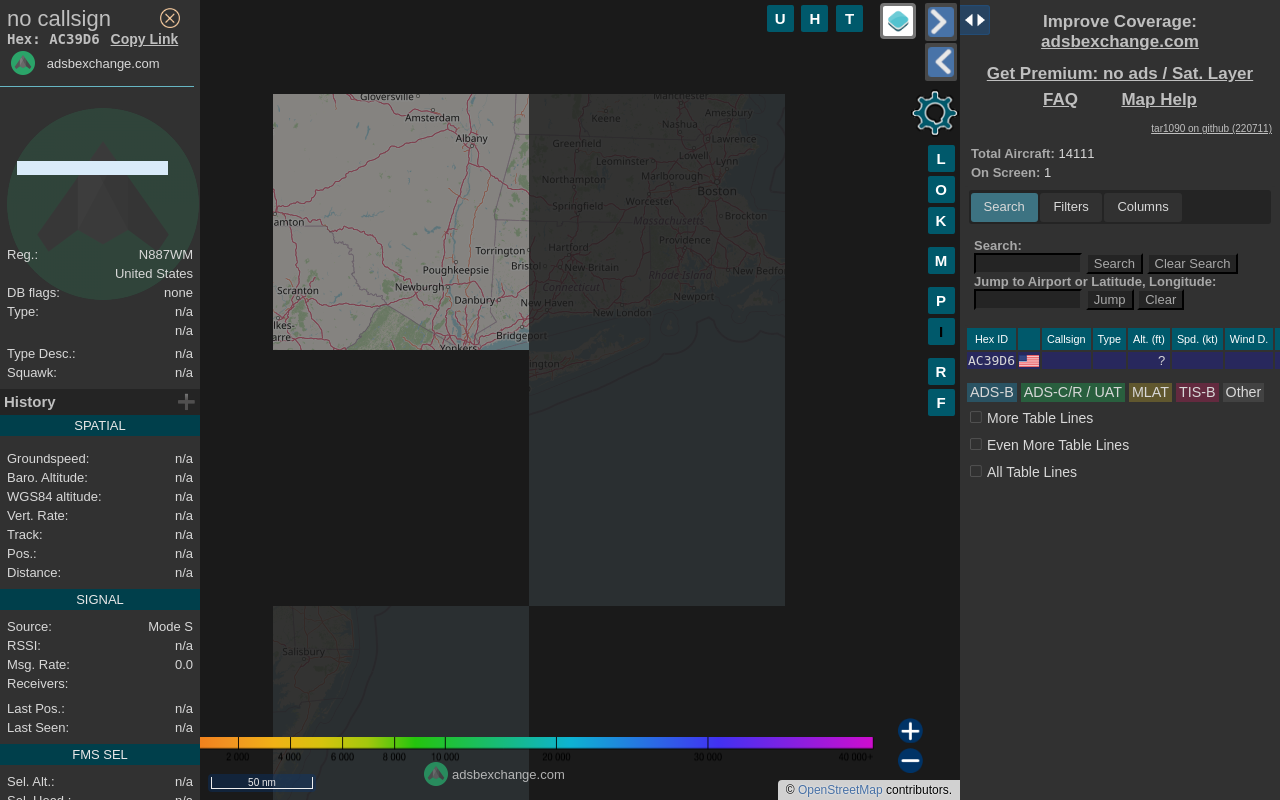 no callsign
Hex: AC39D6 Copy Link
adsbexchange.com
Reg.: N887WM
United States
DB flags: none
Type: n/a
n/a
Type Desc.: n/a
Squawk: n/a
History
SPATIAL
Groundspeed: n/a
Baro. Altitude: n/a
WGS84 altitude: n/a
Vert. Rate: n/a
Track: n/a
Pos.: n/a
Distance: n/a
SIGNAL
Source: Mode S
RSSI: n/a
Msg. Rate: 0.0
Receivers:
Last Pos.: n/a
Last Seen: n/a
FMS SEL
Sel. Alt.: n/a
Sel. Head.: n/a
U H T
L
O
K
M
P
I
R
F
Gloversville
Amsterdam
Albany
amton
Torrington
Poughkeepsie
Scranton
Newburgh
Danbury
lkes-
arre
Bridgeport
Yonkers
Manchester
Keene
Amesbury
Nashua
Greenfield
Lawrence
Leominster
Lowell
Lynn
Northampton
Marlborough
Boston
Springfield
Worcester
Massachusetts
Brockton
Hartford
Providence
Bristol
New Britain
New Bedfo
Rhode Island
Connecticut
New Haven
Newport
New London
ington
Salisbury
2 000 4 000 6 000 8 000 10 000 20 000 30 000 40 000+
50 nm
adsbexchange.com
© OpenStreetMap contributors.
Improve Coverage:
adsbexchange.com
Get Premium: no ads / Sat. Layer
FAQ Map Help
tar1090 on github (220711)
Total Aircraft: 14111
On Screen: 1
Search Filters Columns
Search:
Search Clear Search
Jump to Airport or Latitude, Longitude:
Jump Clear
Hex ID Callsign Type Alt. (ft) Spd. (kt) Wind D.
AC39D6 ?
ADS-B ADS-C/R / UAT MLAT TIS-B Other
More Table Lines
Even More Table Lines
All Table Lines